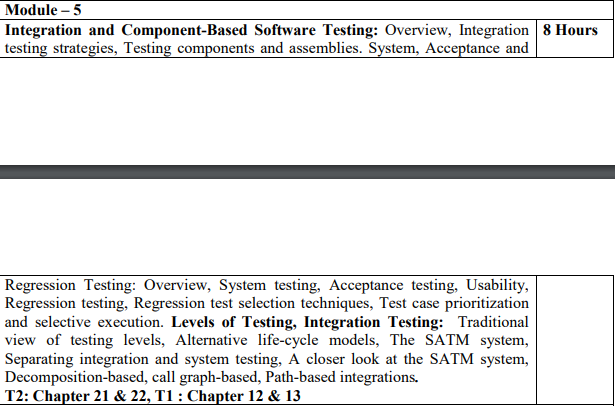 Module – 5
Integration and Component-Based Software Testing: Overview, Integration 8 Hours
testing strategies, Testing components and assemblies. System, Acceptance and
Regression Testing: Overview, System testing, Acceptance testing, Usability,
Regression testing, Regression test selection techniques, Test case prioritization
and selective execution. Levels of Testing, Integration Testing: Traditional
view of testing levels, Alternative life-cycle models, The SATM system,
Separating integration and system testing, A closer look at the SATM system,
Decomposition-based, call graph-based, Path-based integrations.
T2: Chapter 21 & 22, T1 : Chapter 12 & 13